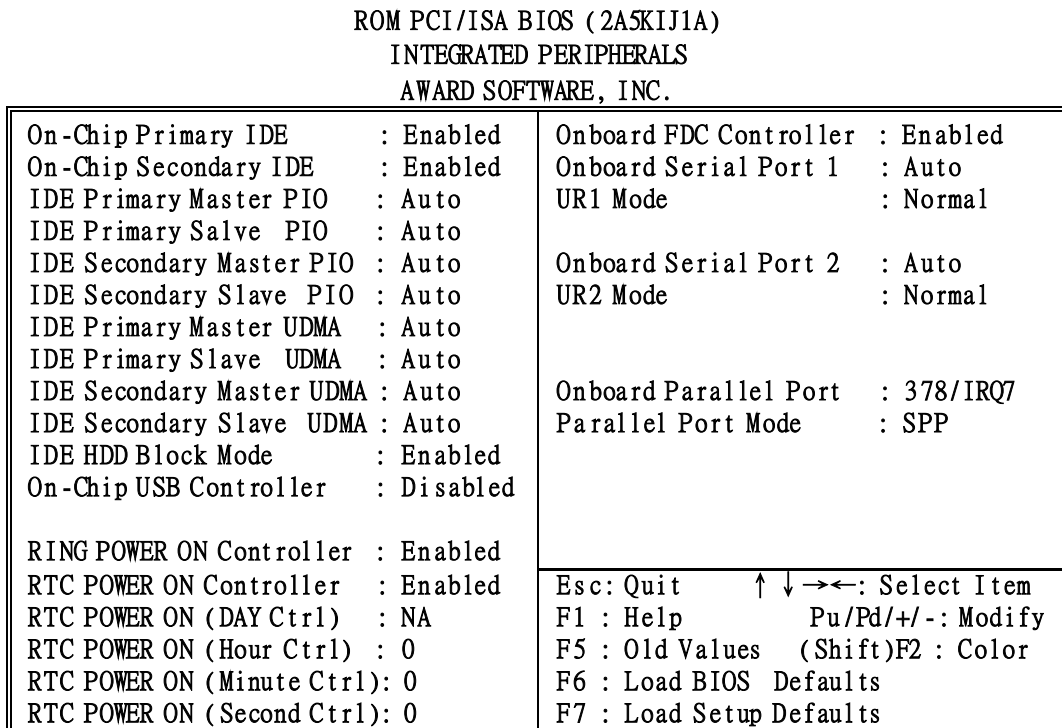 ROM PCI/ISA BIOS (2A5KIJ1A)
INTEGRATED PERIPHERALS
AWARD SOFTWARE, INC.
On-Chip Primary IDE : Enabled
On-Chip Secondary IDE : Enabled
IDE Primary Master PIO : Auto
IDE Primary Salve PIO : Auto
IDE Secondary Master PIO : Auto
IDE Secondary Slave PIO : Auto
IDE Primary Master UDMA : Auto
IDE Primary Slave UDMA : Auto
IDE Secondary Master UDMA : Auto
IDE Secondary Slave UDMA : Auto
IDE HDD Block Mode : Enabled
On-Chip USB Controller : Disabled
RING POWER ON Controller : Enabled
RTC POWER ON Controller : Enabled
RTC POWER ON (DAY Ctrl) : NA
RTC POWER ON (Hour Ctrl) : 0
RTC POWER ON (Minute Ctrl): 0
RTC POWER ON (Second Ctrl): 0
Onboard FDC Controller : Enabled
Onboard Serial Port 1 : Auto
UR1 Mode : Normal
Onboard Serial Port 2 : Auto
UR2 Mode : Normal
Onboard Parallel Port : 378/IRQ7
Parallel Port Mode : SPP
Esc: Quit ↑ ↓ → ←: Select Item
F1 : Help Pu/Pd/+/-: Modify
F5 : Old Values (Shift)F2 : Color
F6 : Load BIOS Defaults
F7 : Load Setup Defaults